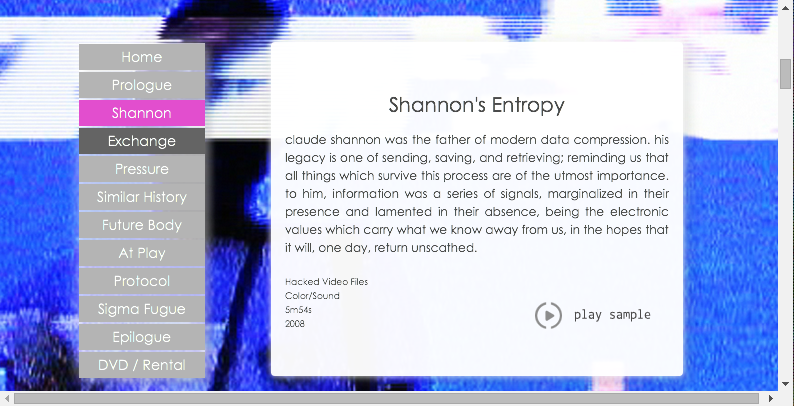 Home
Prologue
Shannon
Exchange
Pressure
Similar History
Future Body
At Play
Protocol
Sigma Fugue
Epilogue
DVD / Rental
Shannon's Entropy
claude shannon was the father of modern data compression. his
legacy is one of sending, saving, and retrieving; reminding us that
all things which survive this process are of the utmost importance.
to him, information was a series of signals, marginalized in their
presence and lamented in their absence, being the electronic
values which carry what we know away from us, in the hopes that
it will, one day, return unscathed.
Hacked Video Files
Color/Sound
5m54s
2008
play sample